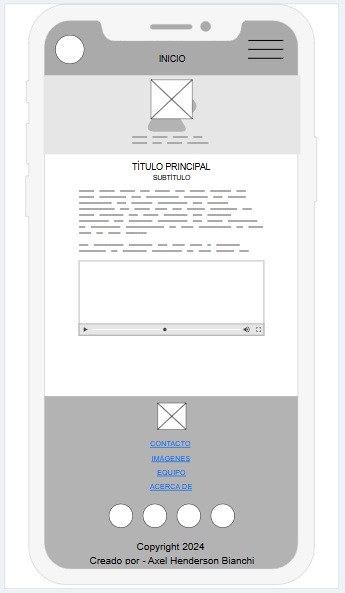 INICIO
TÍTULO PRINCIPAL
SUBTÍTULO
CONTACTO
IMÁGENES
EQUIPO
ACERCA DE
Copyright 2024
Creado por - Axel Henderson Bianchi